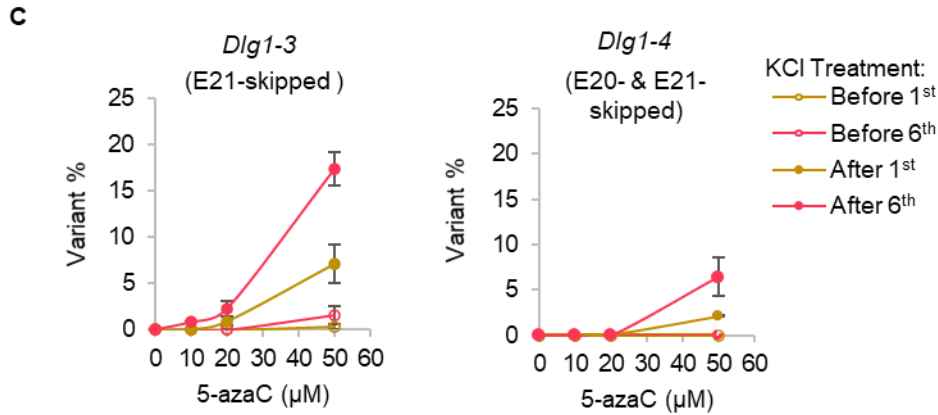 C
Dlg1-3
(E21-skipped )
25
20
15
10
5
0
Variant %
0 10 20 30 40 50 60
5-azaC (µM)
Dlg1-4
(E20- & E21-
skipped)
25
20
15
10
5
0
Variant %
0 10 20 30 40 50 60
5-azaC (µM)
KCl Treatment:
Before 1st
Before 6th
After 1st
After 6th